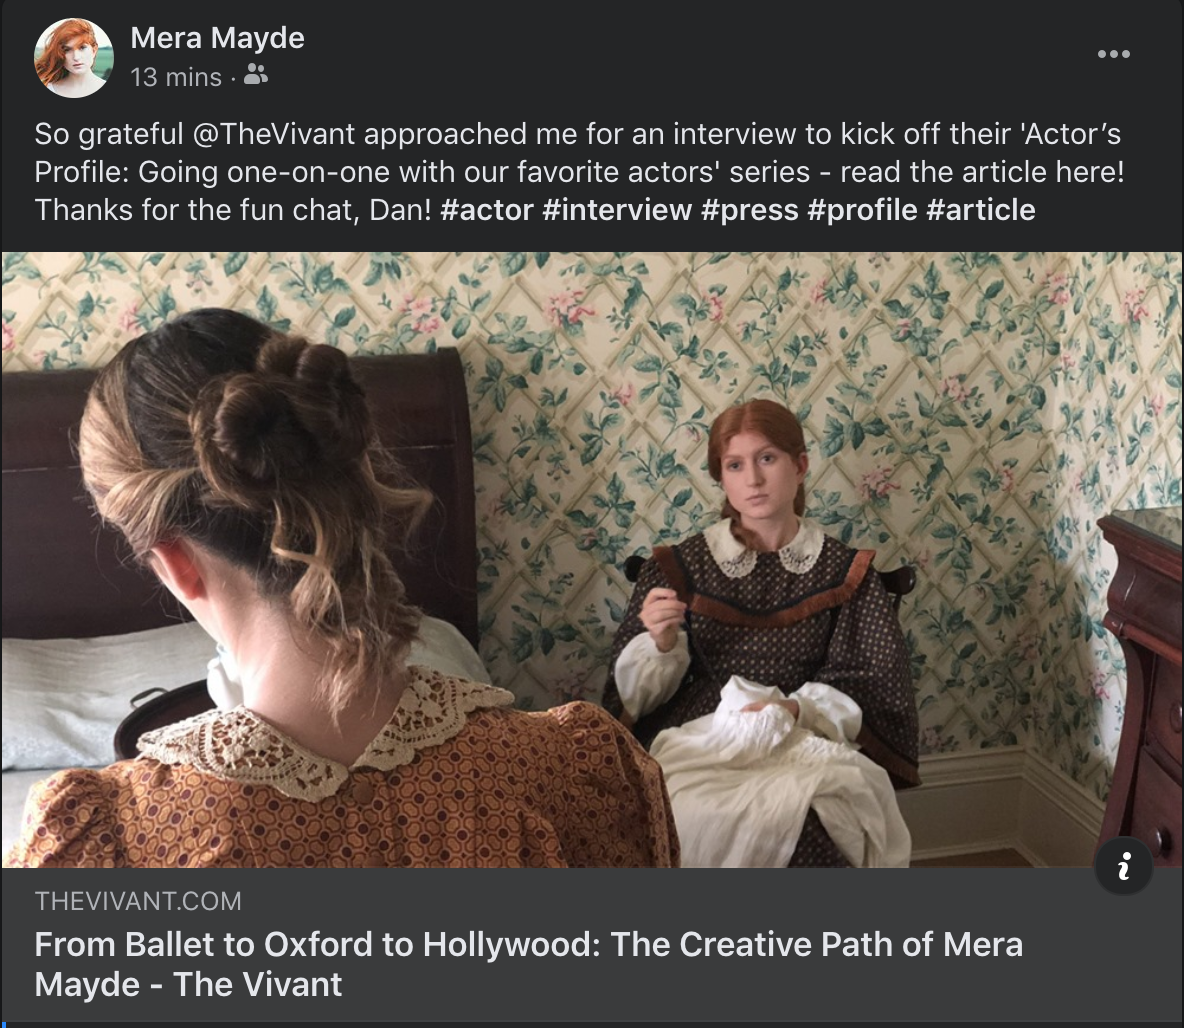 Mera Mayde
13 mins ·
So grateful @TheVivant approached me for an interview to kick off their 'Actor’s
Profile: Going one-on-one with our favorite actors' series - read the article here!
Thanks for the fun chat, Dan! #actor #interview #press #profile #article
THEVIVANT.COM
From Ballet to Oxford to Hollywood: The Creative Path of Mera
Mayde - The Vivant